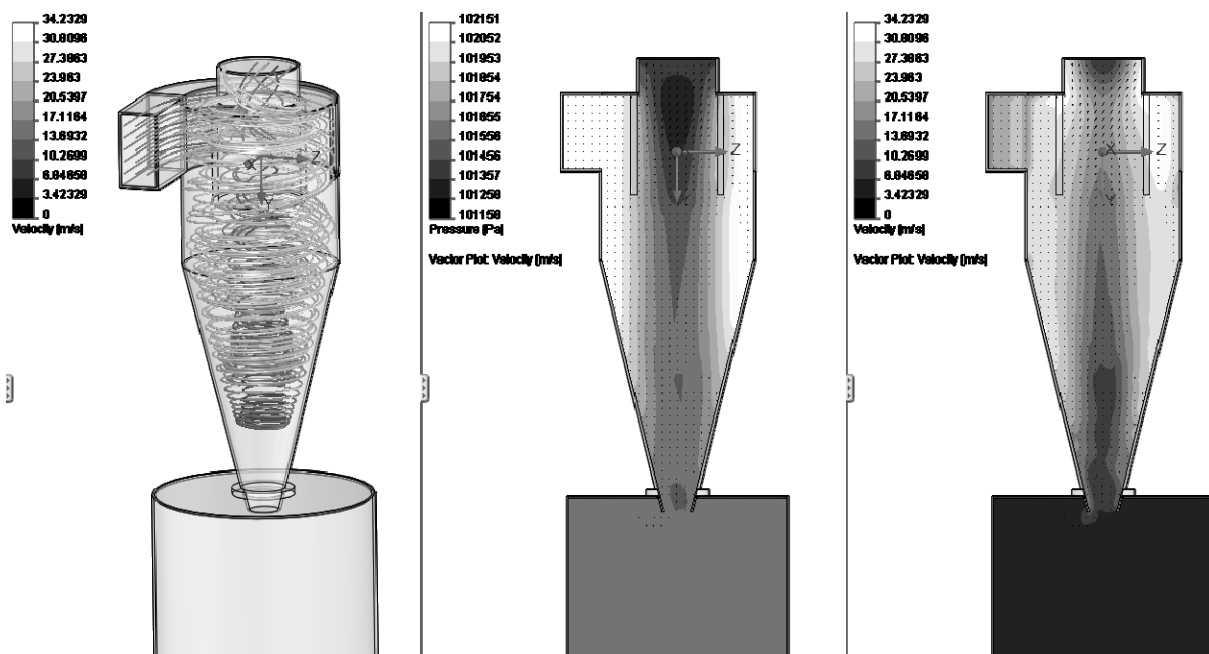 34.2329
30.8096
27.3863
23.963
20.5397
17.1164
13.6932
10.2699
6.84658
3.42329
0
Velocity [m/s]
Z
X
Y
102151
102052
101953
101854
101754
101655
101556
101456
101357
101258
101158
Pressure [Pa]
Vector Plot: Velocity [m/s]
Z
34.2329
30.8096
27.3863
23.963
20.5397
17.1164
13.6932
10.2699
6.84658
3.42329
0
Velocity [m/s]
Vector Plot: Velocity [m/s]
X
Z
Y